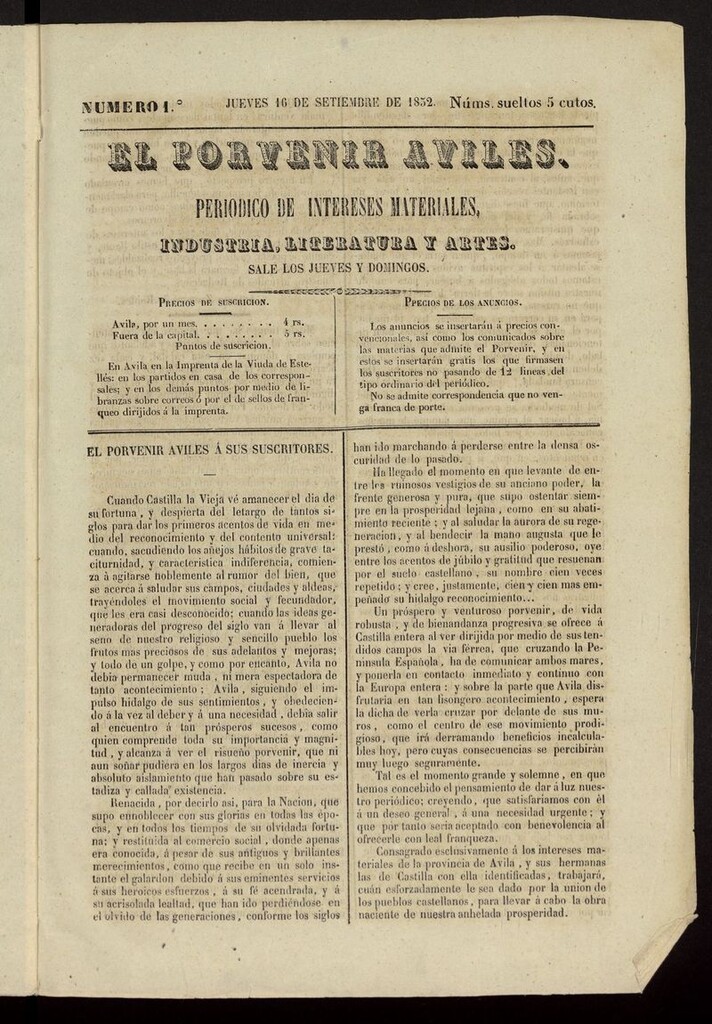 NUMERO 1.°
JUEVES 16 DE SETIEMBRE DE 1852.
Núms. sueltos 5 cutos.
EL PORVENIR AVILES.
PERIODICO DE INTERESES MATERIALES,
INDUSTRIA, LITERATURA Y ARTES.
SALE LOS JUEVES Y DOMINGOS.
PRECIOS DE SUSCRICION.
Avila, por un mes. . . . . . . . 4 rs.
Fuera de la capital. . . . . . . . 5 rs.
Puntos de suscricion.
En Avila en la Imprenta de la Viuda de Este-
llés: en los partidos en casa de los correspon-
sales; y en los demás puntos por medio de li-
branzas sobre correos ó por el de sellos de fran-
queo dirijidos á la imprenta.
PPECIOS DE LOS ANUNCIOS.
Los anuncios se insertarán á precios con-
vencionales, así como los comunicados sobre
las materias que admite el Porvenir, y en
estos se insertarán gratis los que firmasen
los suscritores no pasando de 12 lineas del
tipo ordinario del periódico.
No se admite correspondencia que no ven-
ga franca de porte.
EL PORVENIR AVILES Á SUS SUSCRITORES.
Cuando Castilla la Vieja vé amanecer el dia de
su fortuna, y despierta del letargo de tantos si-
glos para dar los primeros acentos de vida en me-
dio del reconocimiento y del contento universal:
cuando, sacudiendo los añejos hábitos de grave ta-
citurnidad, y caracteristica indiferencia, comien-
za á agitarse noblemente al rumor del bien, que
se acerca á saludar sus campos, ciudades y aldeas,
trayéndoles el movimiento social y fecundador,
que les era casi desconocido; cuando las ideas ge-
neradoras del progreso del siglo van á llevar al
seno de nuestro religioso y sencillo pueblo los
frutos mas preciosos de sus adelantos y mejoras;
y todo de un golpe, y como por encanto, Avila no
debia permanecer muda, ni mera espectadora de
tanto acontecimiento; Avila, siguiendo el im-
pulso hidalgo de sus sentimientos, y obedecien-
do á la vez al deber y á una necesidad, debia salir
al encuentro á tan prósperos sucesos, como
quien comprende toda su importancia y magni-
tud, y alcanza á ver el risueño porvenir, que ni
aun soñar pudiera en los largos dias de inercia y
absoluto aislamiento que han pasado sobre su es-
tadiza y callada existencia.
Renacida, por decirlo asi, para la Nacion, que
supo ennoblecer con sus glorias en todas las épo-
cas, y en todos los tiempos de su olvidada fortu-
na; y restituida al comercio social, donde apenas
era conocida, á pesar de sus antiguos y brillantes
merecimientos, como que recibe en un solo ins-
tante el galardon debido á sus eminentes servicios
á sus heroicos esfuerzos, á su fé acendrada, y á
su acrisolada lealtad, que han ido perdiéndose en
el olvido de las generaciones, conforme los siglos
han ido marchando á perderse entre la densa os-
curidad de lo pasado.
Ha llegado el momento en que levante de en-
tre les ruinosos vestigios de su anciano poder, la
frente generosa y pura, que supo ostentar siem-
pre en la prosperidad lejana, como en su abati-
miento reciente; y al saludar la aurora de su rege-
neracion, y al bendecir la mano augusta que le
prestó, como á deshora, su ausilio poderoso, oye
entre los acentos de júbilo y gratitud que resuenan
por el suelo castellano, su nombre cien veces
repetido; y cree, justamente, cien y cien mas em-
peñado su hidalgo reconocimiento...
Un próspero y venturoso porvenir, de vida
robusta, y de bienandanza progresiva se ofrece á
Castilla entera al ver dirijida por medio de sus ten-
didos campos la via férrea, que cruzando la Pe-
ninsula Española, ha de comunicar ambos mares,
y ponerla en contacto inmediato y continuo con
la Europa entera: y sobre la parte que Avila dis-
frutaria en tan lisóngero acontecimiento, espera
la dicha de verla cruzar por delante de sus mu-
ros, como el centro de ese movimiento prodi-
gioso, que irá derramando beneficios incalcula-
bles hoy, pero cuyas consecuencias se percibirán
muy luego seguramente.
Tal es el momento grande y solemne, en que
hemos concebido el pensamiento de dar á luz nues-
tro periódico; creyendo, que satisfariamos con él
á un deseo general, á una necesidad urgente; y
que por tanto seria aceptado con benevolencia al
ofrecerle con leal franqueza.
Consagrado esclusivamente á los intereses ma-
teriales de la provincia de Avila, y sus hermanas
las de Castilla con ella identificadas, trabajará,
cuán esforzadamente le sea dado por la union de
los pueblos castellanos, para llevar á cabo la obra
naciente de nuestra anhelada prosperidad.